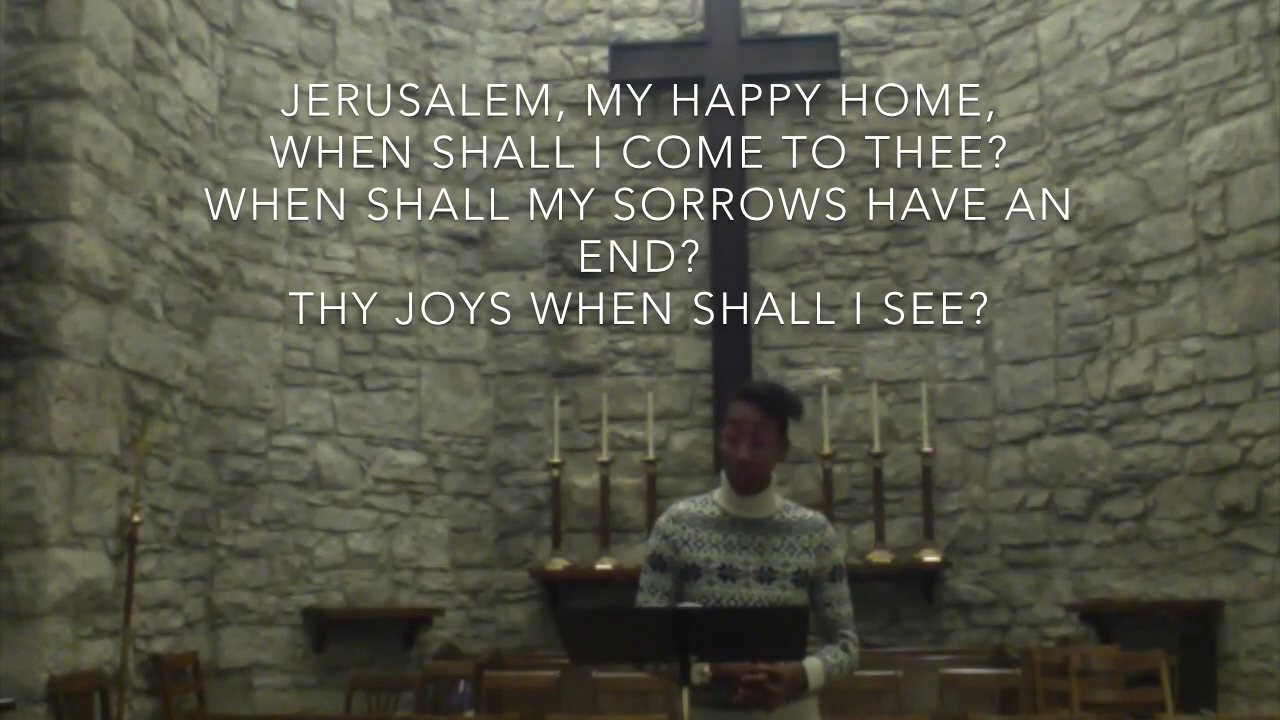 JERUSALEM, MY HAPPY HOME,
WHEN SHALL I COME TO THEE?
WHEN SHALL MY SORROWS HAVE AN
END?
THY JOYS WHEN SHALL I SEE?